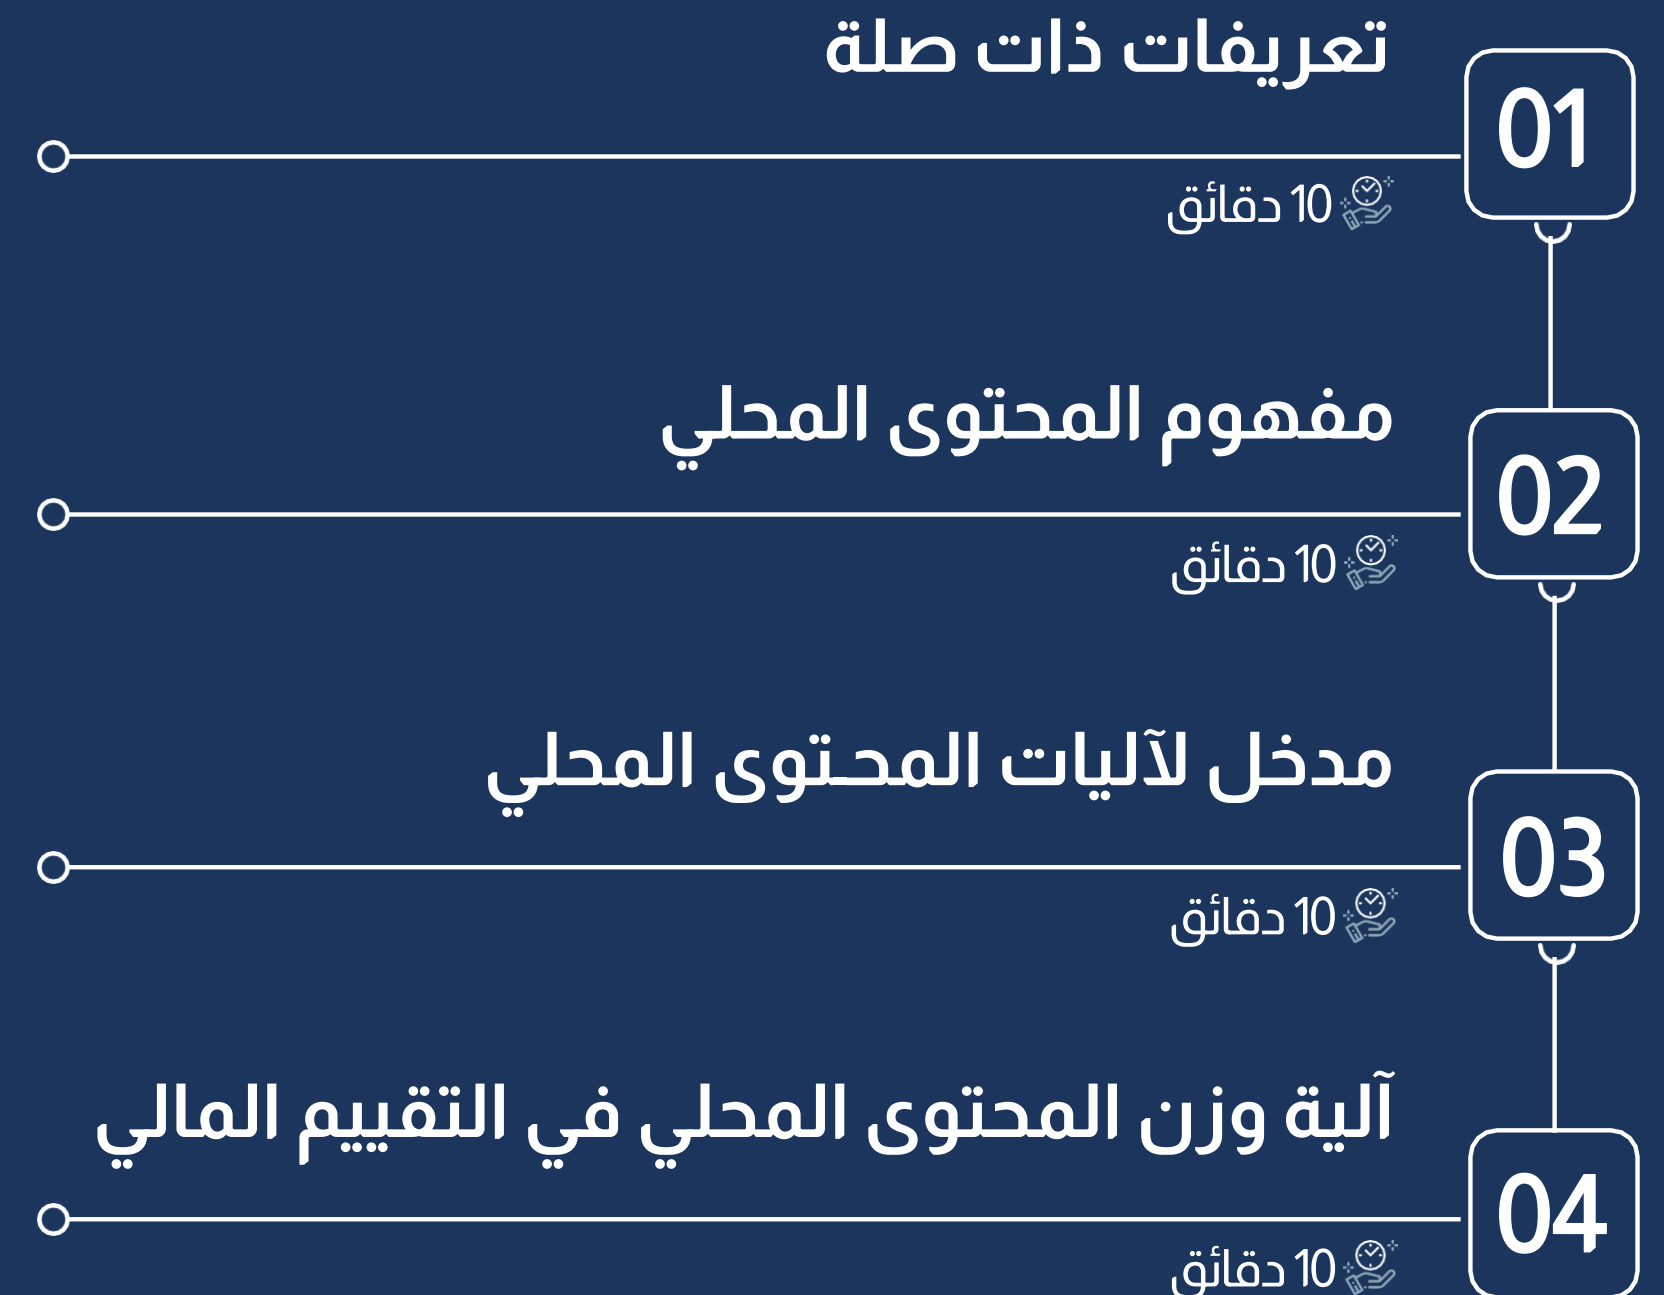 تعريفات ذات صلة
01
10 دقائق
مفهوم المحتوى المحلي
02
10 دقائق
مدخل لآليات المحتوى المحلي
03
10 دقائق
آلية وزن المحتوى المحلي في التقييم المالي
04
10 دقائق